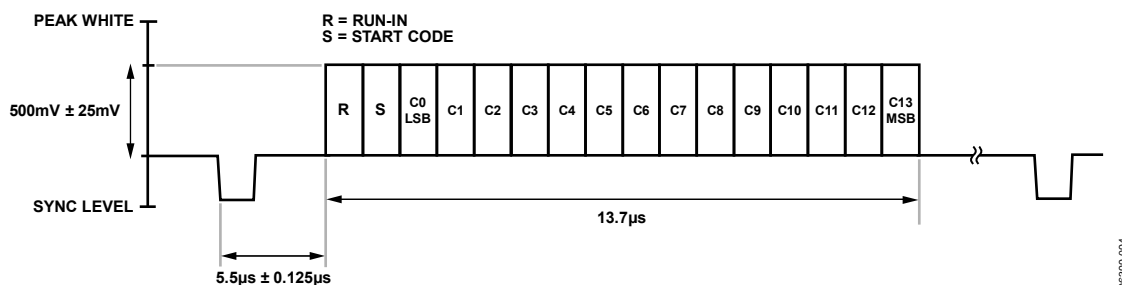 PEAK WHITE
R = RUN-IN
S = START CODE
500mV ± 25mV
R
S
C0
LSB
C1
C2
C3
C4
C5
C6
C7
C8
C9
C10
C11
C12
C13
MSB
SYNC LEVEL
13.7µs
5.5µs ± 0.125µs